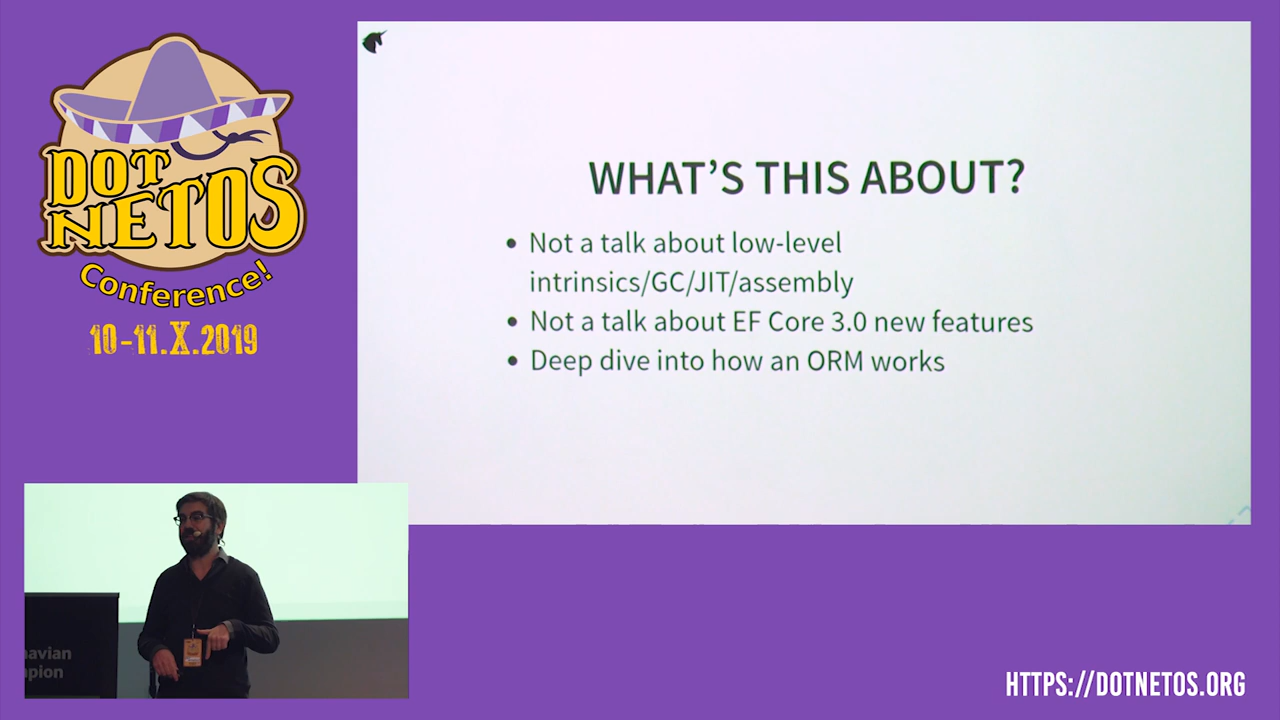 DOT
NETOS
Conference!
10-11.X.2019
WHAT'S THIS ABOUT?
• Not a talk about low-level
intrinsics/GC/JIT/assembly
• Not a talk about EF Core 3.0 new features
• Deep dive into how an ORM works
HTTPS://DOTNETOS.ORG